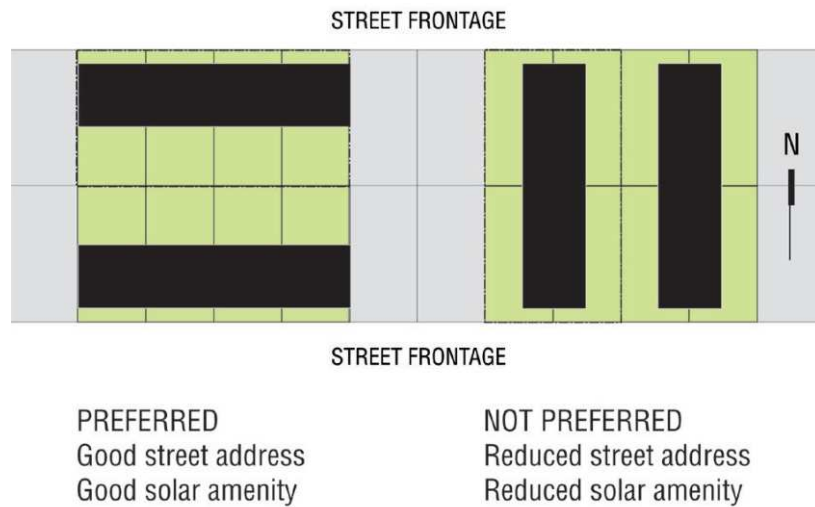 STREET FRONTAGE
N
STREET FRONTAGE
PREFERRED
Good street address
Good solar amenity
NOT PREFERRED
Reduced street address
Reduced solar amenity